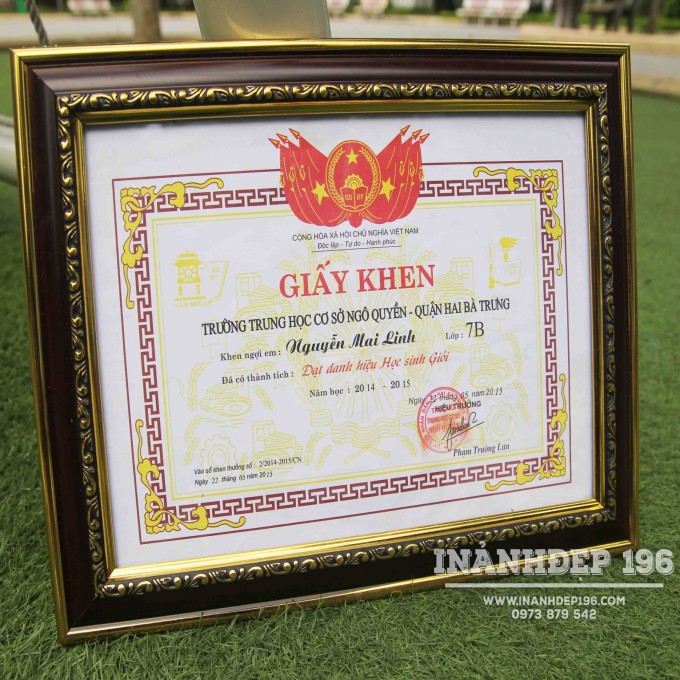 GD ĐT
CỘNG HÒA XÃ HỘI CHỦ NGHĨA VIỆT NAM
Độc lập - Tự do - Hạnh phúc
GIẤY KHEN
TRƯỜNG TRUNG HỌC CƠ SỞ NGÔ QUYỀN - QUẬN HAI BÀ TRƯNG
Khen ngợi em : Nguyễn Mai Linh Lớp : 7B
Đã có thành tích : Đạt danh hiệu Học sinh Giỏi
Năm học : 2014 - 2015
Ngày 22 tháng 05 năm 2015
HIỆU TRƯỞNG
Phạm Trường Lưu
Vào sổ khen thưởng số : 2/2014-2015/CN
Ngày 22 tháng 05 năm 2015
INẢNHĐẸP 196
WWW.INANHDEP196.COM
0973 879 542